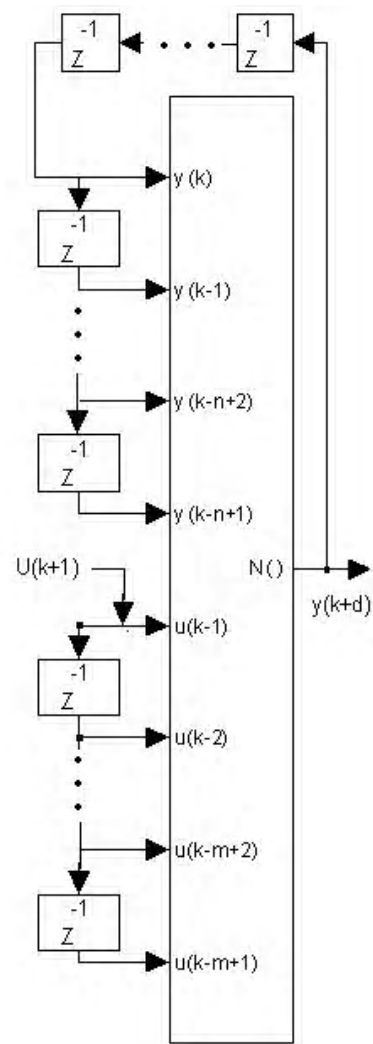 -1
Z
-1
Z
y (k)
-1
Z
y (k-1)
y (k-n+2)
-1
Z
y (k-n+1)
U(k+1)
N()
y(k+d)
u(k-1)
-1
Z
u(k-2)
u(k-m+2)
-1
Z
u(k-m+1)